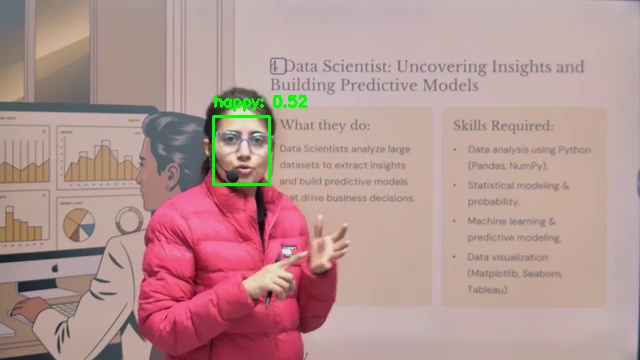 4 Data Scientist: Uncovering Insights and
Building Predictive Models
happy: 0.52
What they do:
Data Scientists analyze large
datasets to extract insights
and build predictive models
that drive business decisions.
Skills Required:
Data analysis using Python
(Pandas, NumPy),
Statistical modeling &
probability,
Machine learning &
predictive modeling,
Data visualization
(Matplotlib, Seaborn,
Tableau)